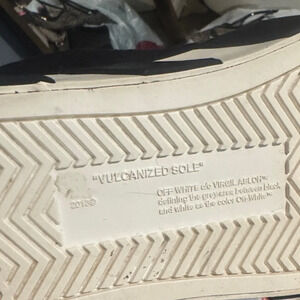 "VULCANIZED SOLE"
OFF-WHITE c/o VIRGIL ABLOH™
defining the grey area between black
and white as the color Off-White™